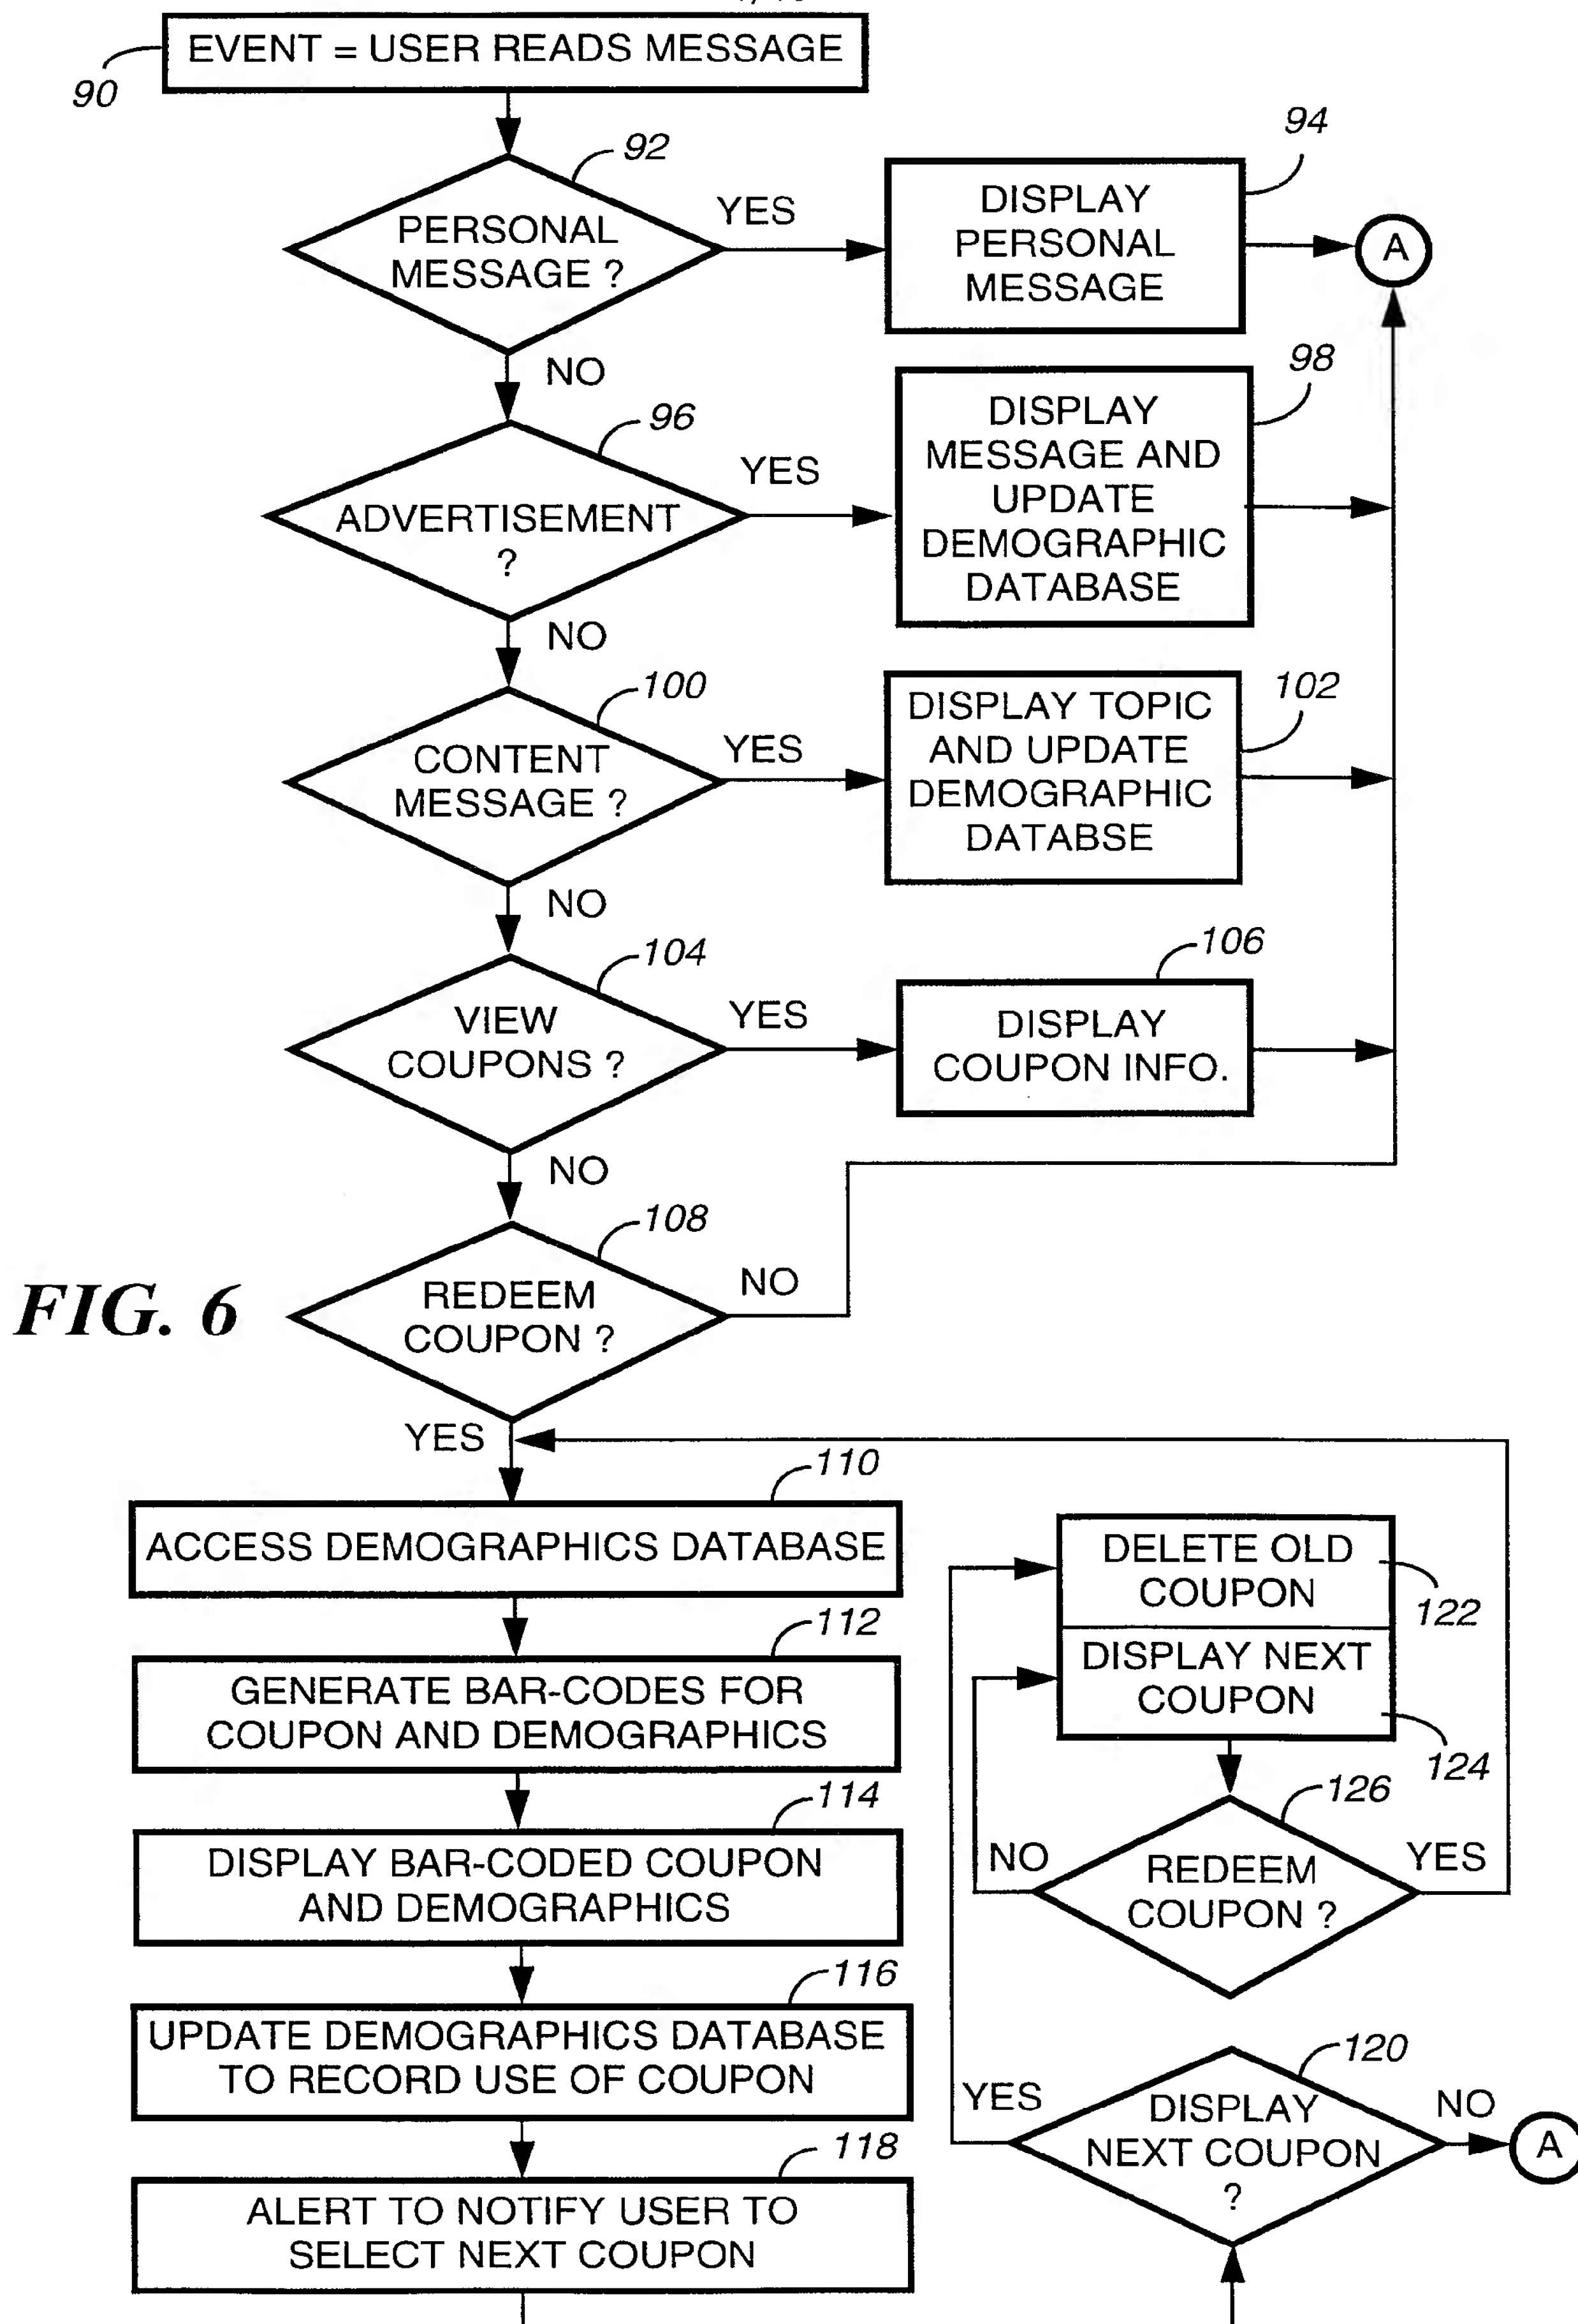 EVENT = USER READS MESSAGE
90
92
PERSONAL
MESSAGE ?
YES
DISPLAY
PERSONAL
MESSAGE
94
A
NO
96
ADVERTISEMENT
?
YES
DISPLAY
MESSAGE AND
UPDATE
DEMOGRAPHIC
DATABASE
98
NO
100
CONTENT
MESSAGE ?
YES
DISPLAY TOPIC
AND UPDATE
DEMOGRAPHIC
DATABSE
102
NO
104
VIEW
COUPONS ?
YES
106
DISPLAY
COUPON INFO.
NO
108
REDEEM
COUPON ?
NO
FIG. 6
YES
110
ACCESS DEMOGRAPHICS DATABASE
112
GENERATE BAR-CODES FOR
COUPON AND DEMOGRAPHICS
114
DISPLAY BAR-CODED COUPON
AND DEMOGRAPHICS
116
UPDATE DEMOGRAPHICS DATABASE
TO RECORD USE OF COUPON
118
ALERT TO NOTIFY USER TO
SELECT NEXT COUPON
DELETE OLD
COUPON
122
DISPLAY NEXT
COUPON
124
126
NO
REDEEM
COUPON ?
YES
120
YES
DISPLAY
NEXT COUPON
?
NO
A